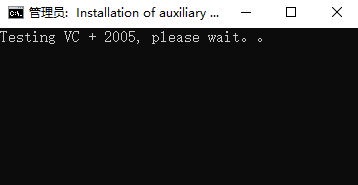 管理员: Installation of auxiliary ...
Testing VC + 2005, please wait。。